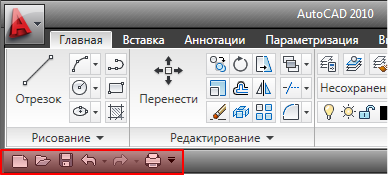 AutoCAD 2010
Главная Вставка Аннотации Параметризация
Отрезок Перенести Несохранен
Рисование Редактирование